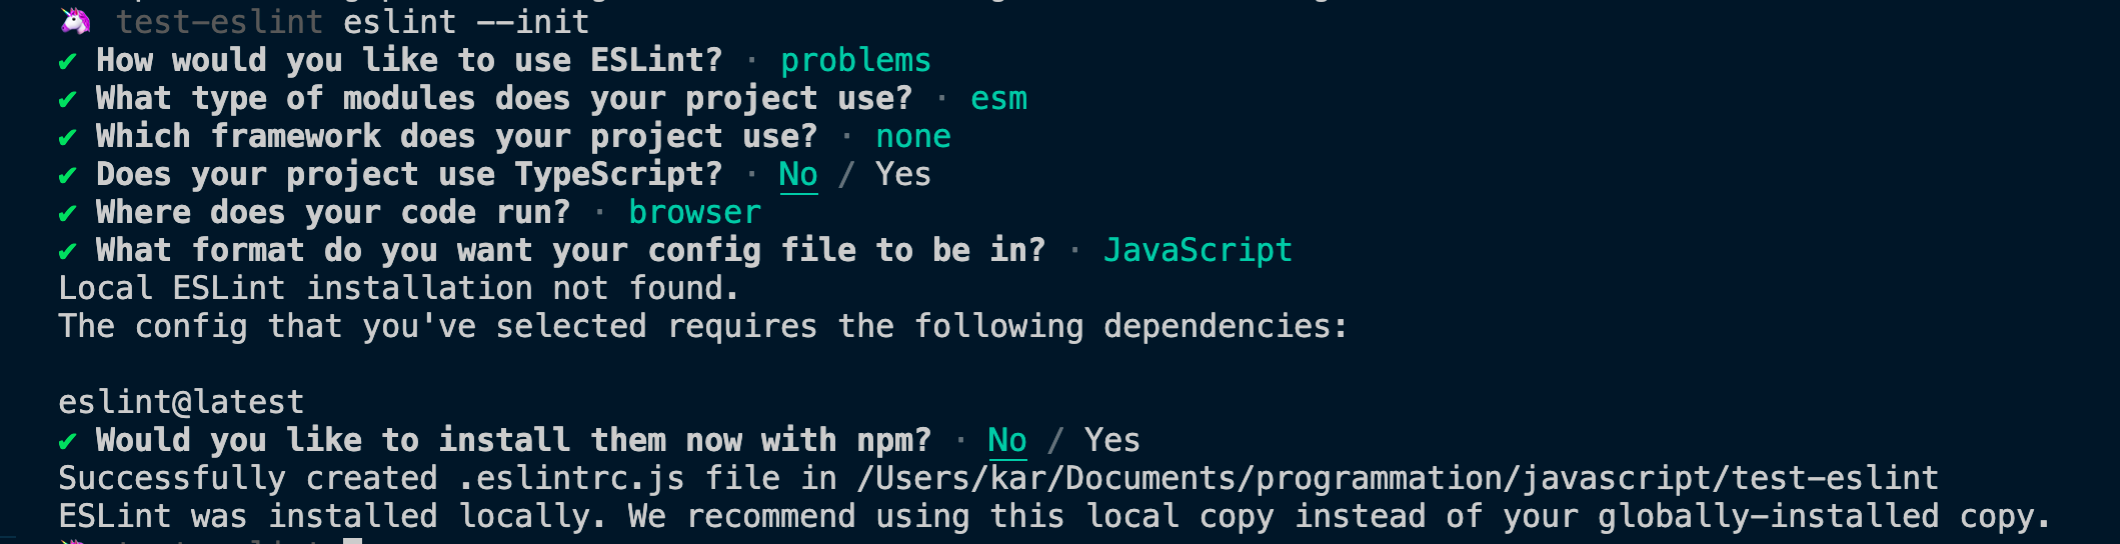 test-eslint eslint --init
✔ How would you like to use ESLint? · problems
✔ What type of modules does your project use? · esm
✔ Which framework does your project use? · none
✔ Does your project use TypeScript? · No / Yes
✔ Where does your code run? · browser
✔ What format do you want your config file to be in? · JavaScript
Local ESLint installation not found.
The config that you've selected requires the following dependencies:
eslint@latest
✔ Would you like to install them now with npm? · No / Yes
Successfully created .eslintrc.js file in /Users/kar/Documents/programmation/javascript/test-eslint
ESLint was installed locally. We recommend using this local copy instead of your globally-installed copy.